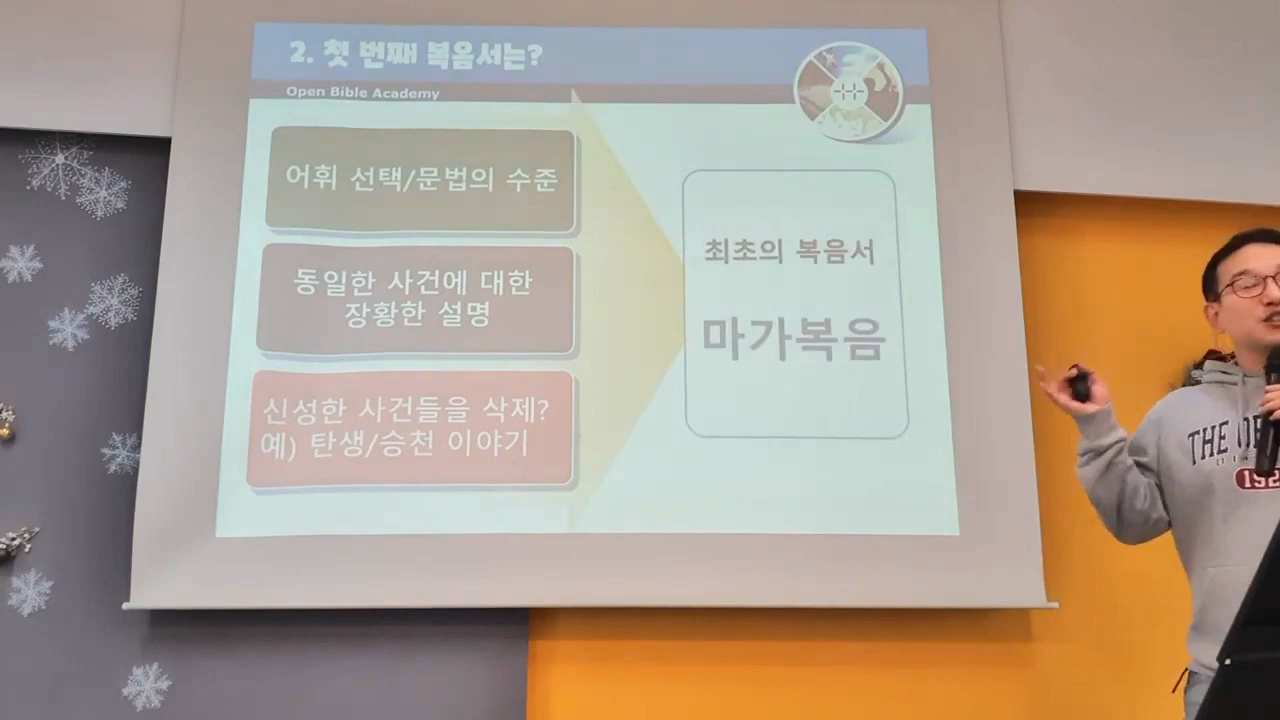 2. 첫 번째 복음서는?
Open Bible Academy
어휘 선택/문법의 수준
동일한 사건에 대한
장황한 설명
신성한 사건들을 삭제?
예) 탄생/승천 이야기
최초의 복음서
마가복음
THE
192